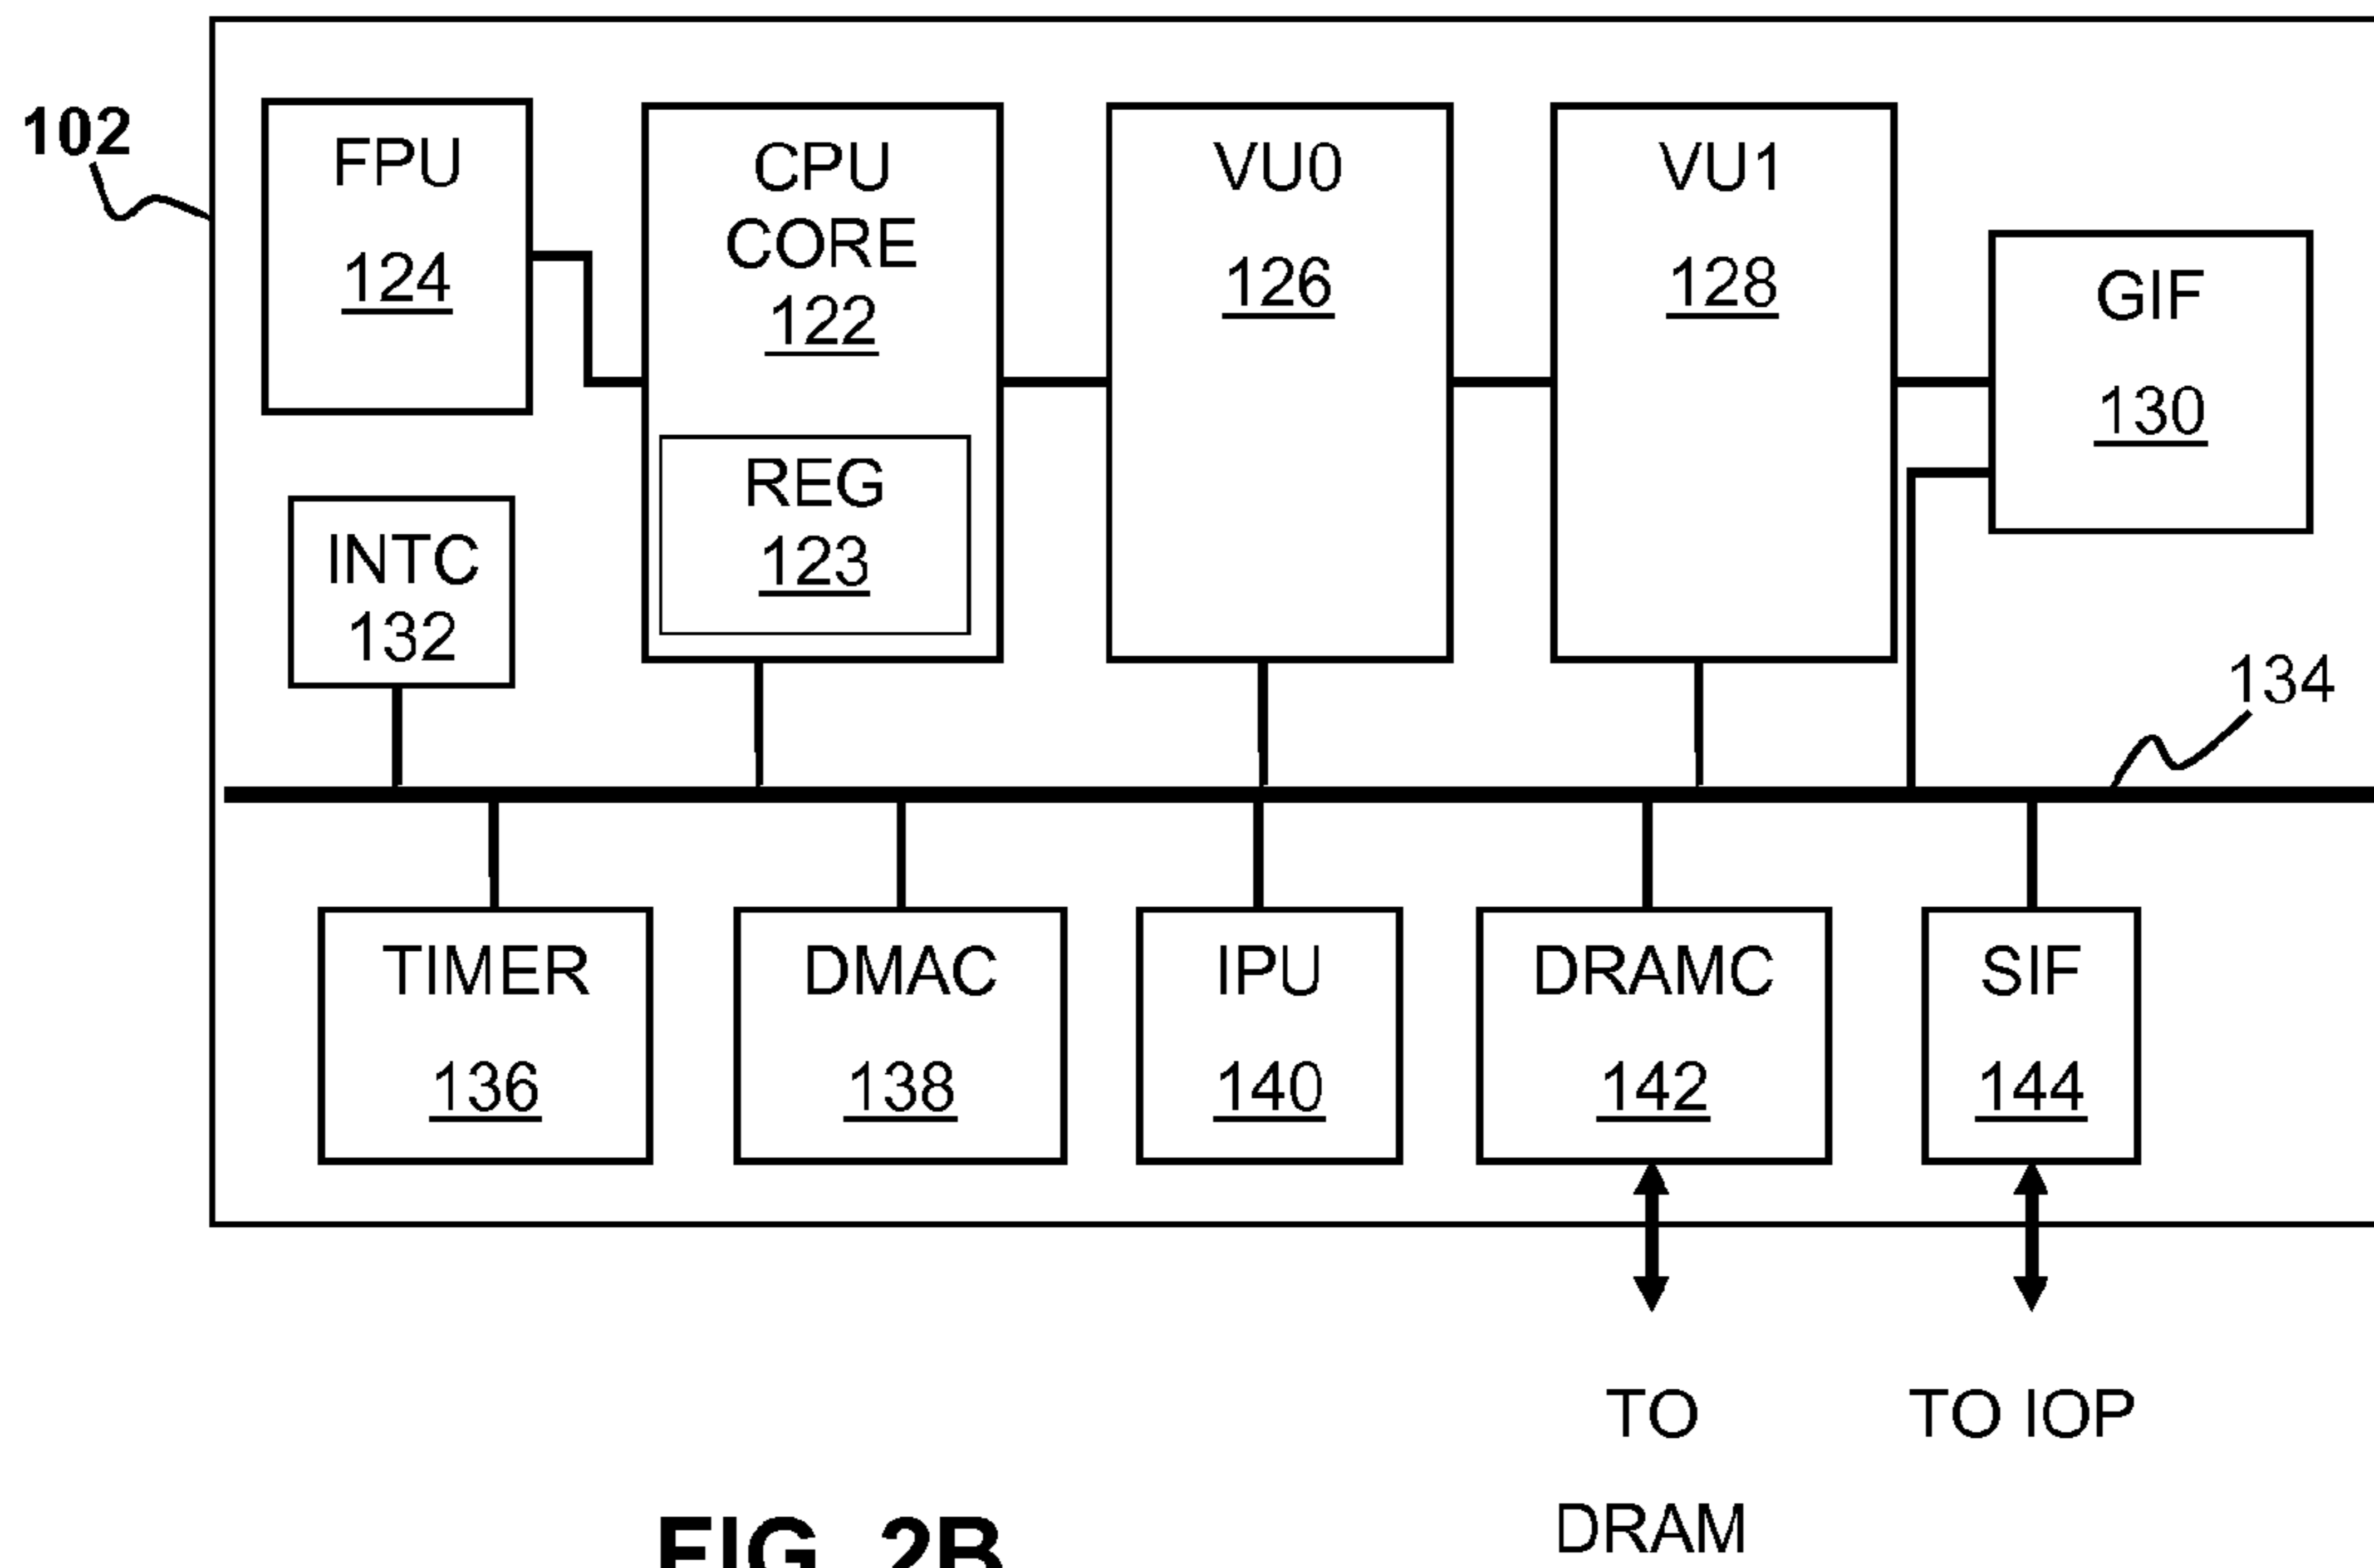 102
FPU
124
CPU
CORE
122
REG
123
VU0
126
VU1
128
GIF
130
INTC
132
134
TIMER
136
DMAC
138
IPU
140
DRAMC
142
SIF
144
TO
DRAM
TO IOP
FIG. 2B